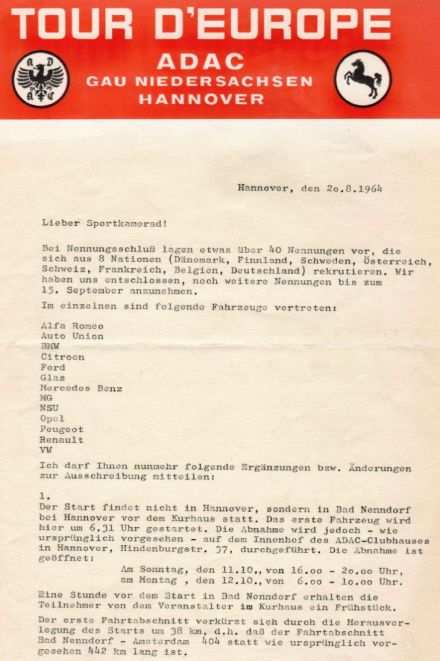 TOUR D'EUROPE
ADAC
GAU NIEDERSACHSEN
HANNOVER
A D
A C
Hannover, den 2o.8.1964
Lieber Sportkamerad!
Bei Nennungsschluß lagen etwas über 40 Nennungen vor, die
sich aus 8 Nationen (Dänemark, Finnland, Schweden, Österreich,
Schweiz, Frankreich, Belgien, Deutschland) rekrutieren. Wir
haben uns entschlossen, noch weitere Nennungen bis zum
15. September anzunehmen.
Im einzelnen sind folgende Fahrzeuge vertreten:
Alfa Romeo
Auto Union
BMW
Citroen
Ford
Glas
Mercedes Benz
MG
NSU
Opel
Peugeot
Renault
VW
Ich darf Ihnen nunmehr folgende Ergänzungen bzw. Änderungen
zur Ausschreibung mitteilen:
1.
Der Start findet nicht in Hannover, sondern in Bad Nenndorf
bei Hannover vor dem Kurhaus statt. Das erste Fahrzeug wird
hier um 6.31 Uhr gestartet. Die Abnahme wird jedoch - wie
ursprünglich vorgesehen - auf dem Innenhof des ADAC-Clubhauses
in Hannover, Hindenburgstr. 37, durchgeführt. Die Abnahme ist
geöffnet:
Am Sonntag, den 11.1o., von 16.oo - 2o.oo Uhr,
am Montag , den 12.1o., von 6.oo - 1o.oo Uhr.
Eine Stunde vor dem Start in Bad Nenndorf erhalten die
Teilnehmer von dem Veranstalter im Kurhaus ein Frühstück.
Der erste Fahrtabschnitt verkürzt sich durch die Herausver-
legung des Starts um 38 km, d.h. daß der Fahrtabschnitt
Bad Nenndorf - Amsterdam 404 statt wie ursprünglich vor-
gesehen 442 km lang ist.